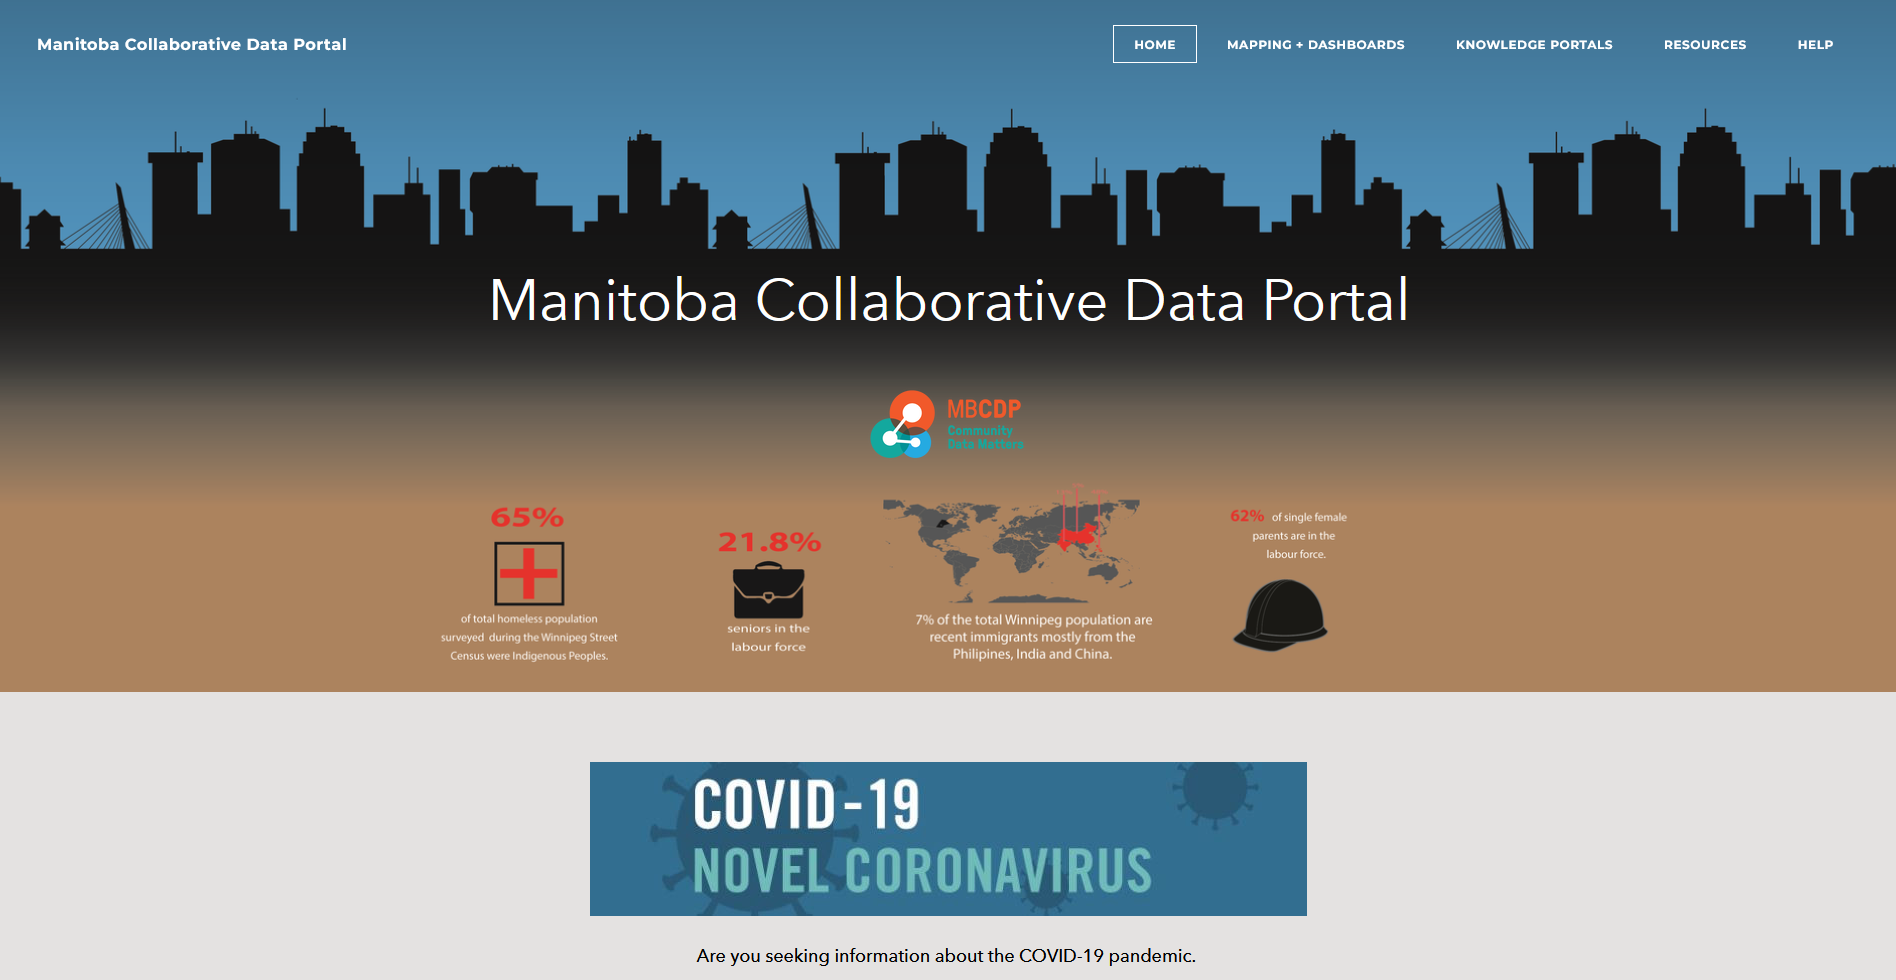 Manitoba Collaborative Data Portal
HOME
MAPPING + DASHBOARDS
KNOWLEDGE PORTALS
RESOURCES
HELP
Manitoba Collaborative Data Portal
MBCDP
Community
Data Matters
65%
of total homeless population
surveyed during the Winnipeg Street
Census were Indigenous Peoples.
21.8%
seniors in the
labour force
7% of the total Winnipeg population are
recent immigrants mostly from the
Philipines, India and China.
62% of single female
parents are in the
labour force.
COVID-19
NOVEL CORONAVIRUS
Are you seeking information about the COVID-19 pandemic.